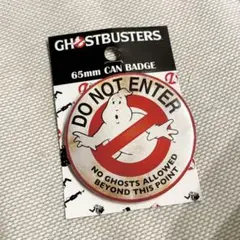 GHOSTBUSTERS
65mm CAN BADGE
DO NOT ENTER
NO GHOSTS ALLOWED
BEYOND THIS POINT